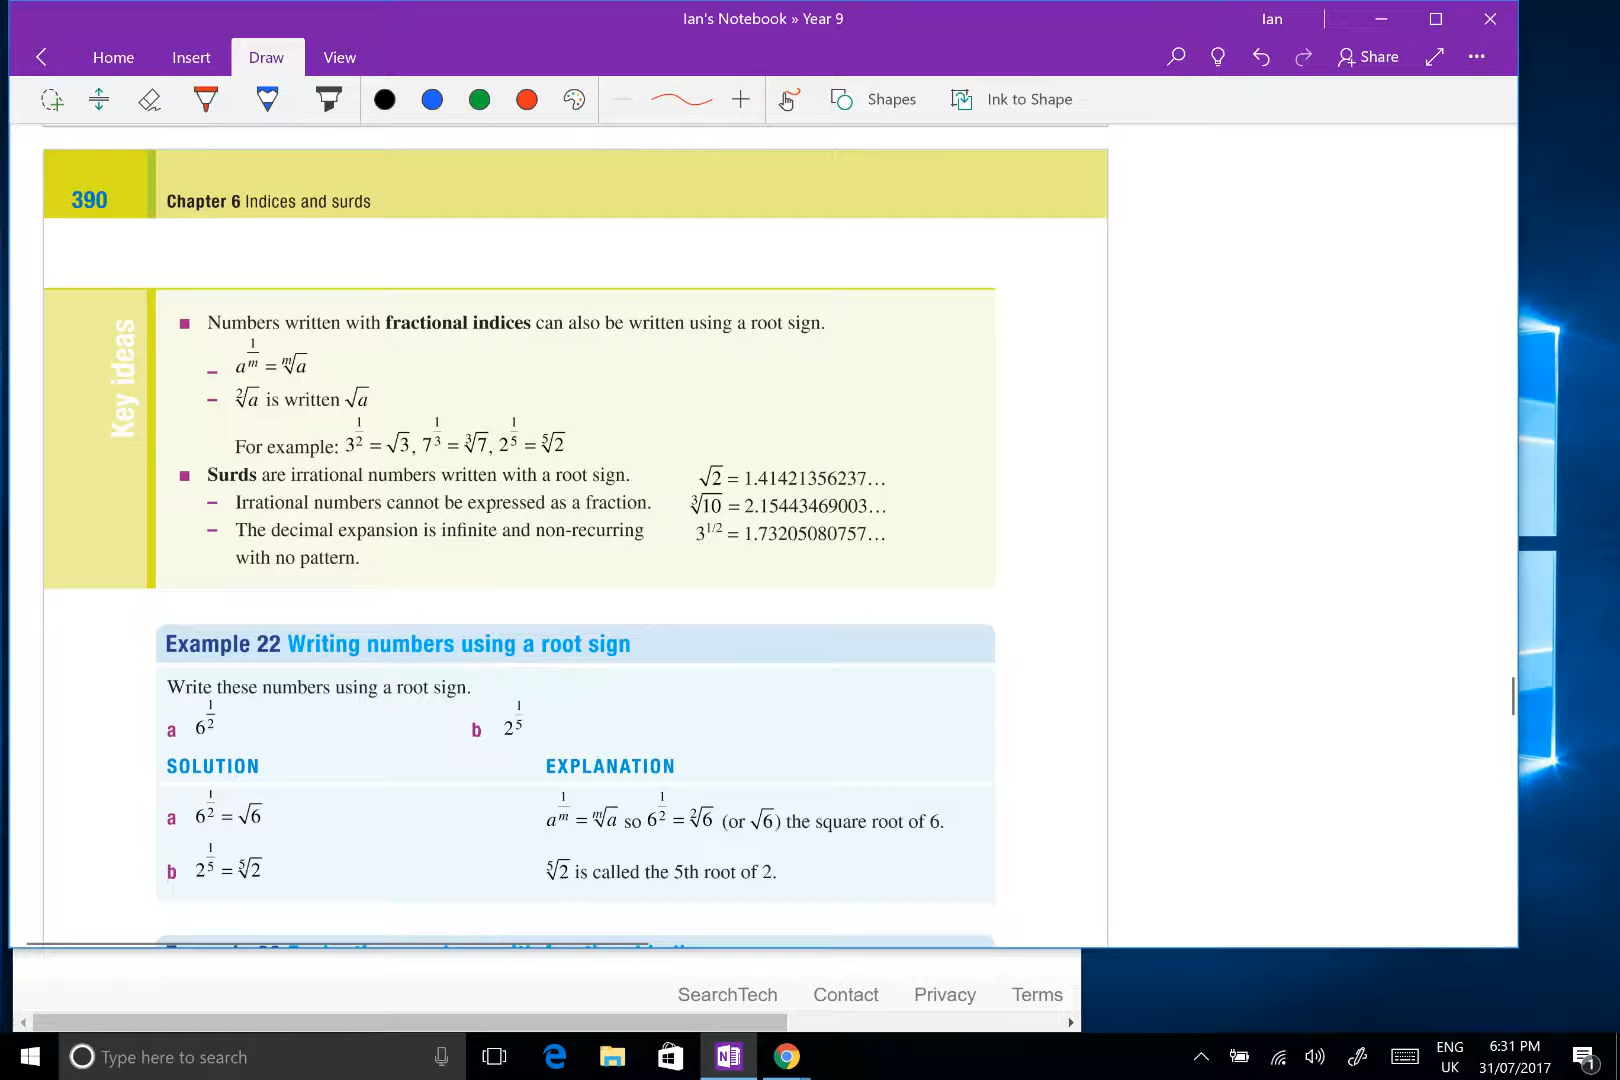 Ian's Notebook » Year 9
Ian
Home Insert Draw View
Share
Shapes Ink to Shape
390 Chapter 6 Indices and surds
Key ideas
■ Numbers written with fractional indices can also be written using a root sign.
– a^(1/m) = ᵐ√a
– ²√a is written √a
For example: 3^(1/2) = √3, 7^(1/3) = ³√7, 2^(1/5) = ⁵√2
■ Surds are irrational numbers written with a root sign.
– Irrational numbers cannot be expressed as a fraction.
– The decimal expansion is infinite and non-recurring
with no pattern.
√2 = 1.41421356237…
³√10 = 2.15443469003…
3^1/2 = 1.73205080757…
Example 22 Writing numbers using a root sign
Write these numbers using a root sign.
a 6^(1/2) b 2^(1/5)
SOLUTION EXPLANATION
a 6^(1/2) = √6 a^(1/m) = ᵐ√a so 6^(1/2) = ²√6 (or √6) the square root of 6.
b 2^(1/5) = ⁵√2 ⁵√2 is called the 5th root of 2.
SearchTech Contact Privacy Terms
Type here to search
ENG
UK
6:31 PM
31/07/2017
1